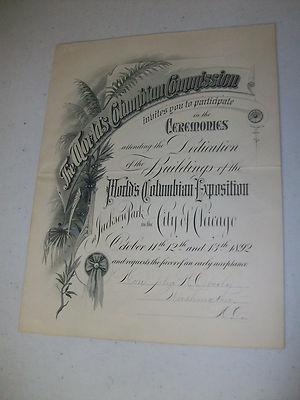 The World's Columbian Commission
invites you to participate
in the
Ceremonies
attending the Dedication
of the Buildings of the
World's Columbian Exposition
Jackson Park in the City of Chicago
October 11th 12th and 13th 1892
and requests the favor of an early acceptance
Hon.
Washington
D.C.